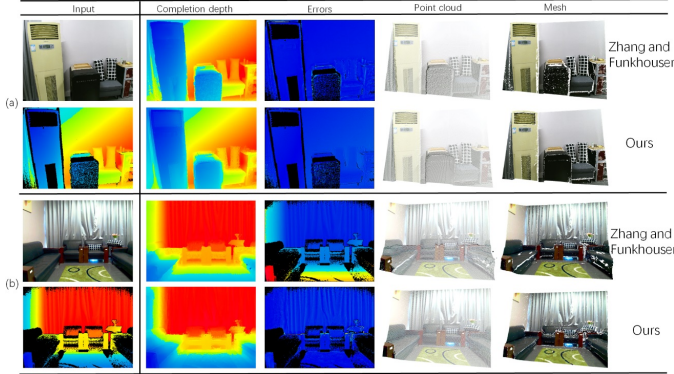 Input Completion depth Errors Point cloud Mesh
Zhang and
Funkhouser
(a)
Ours
Zhang and
Funkhouser
(b)
Ours